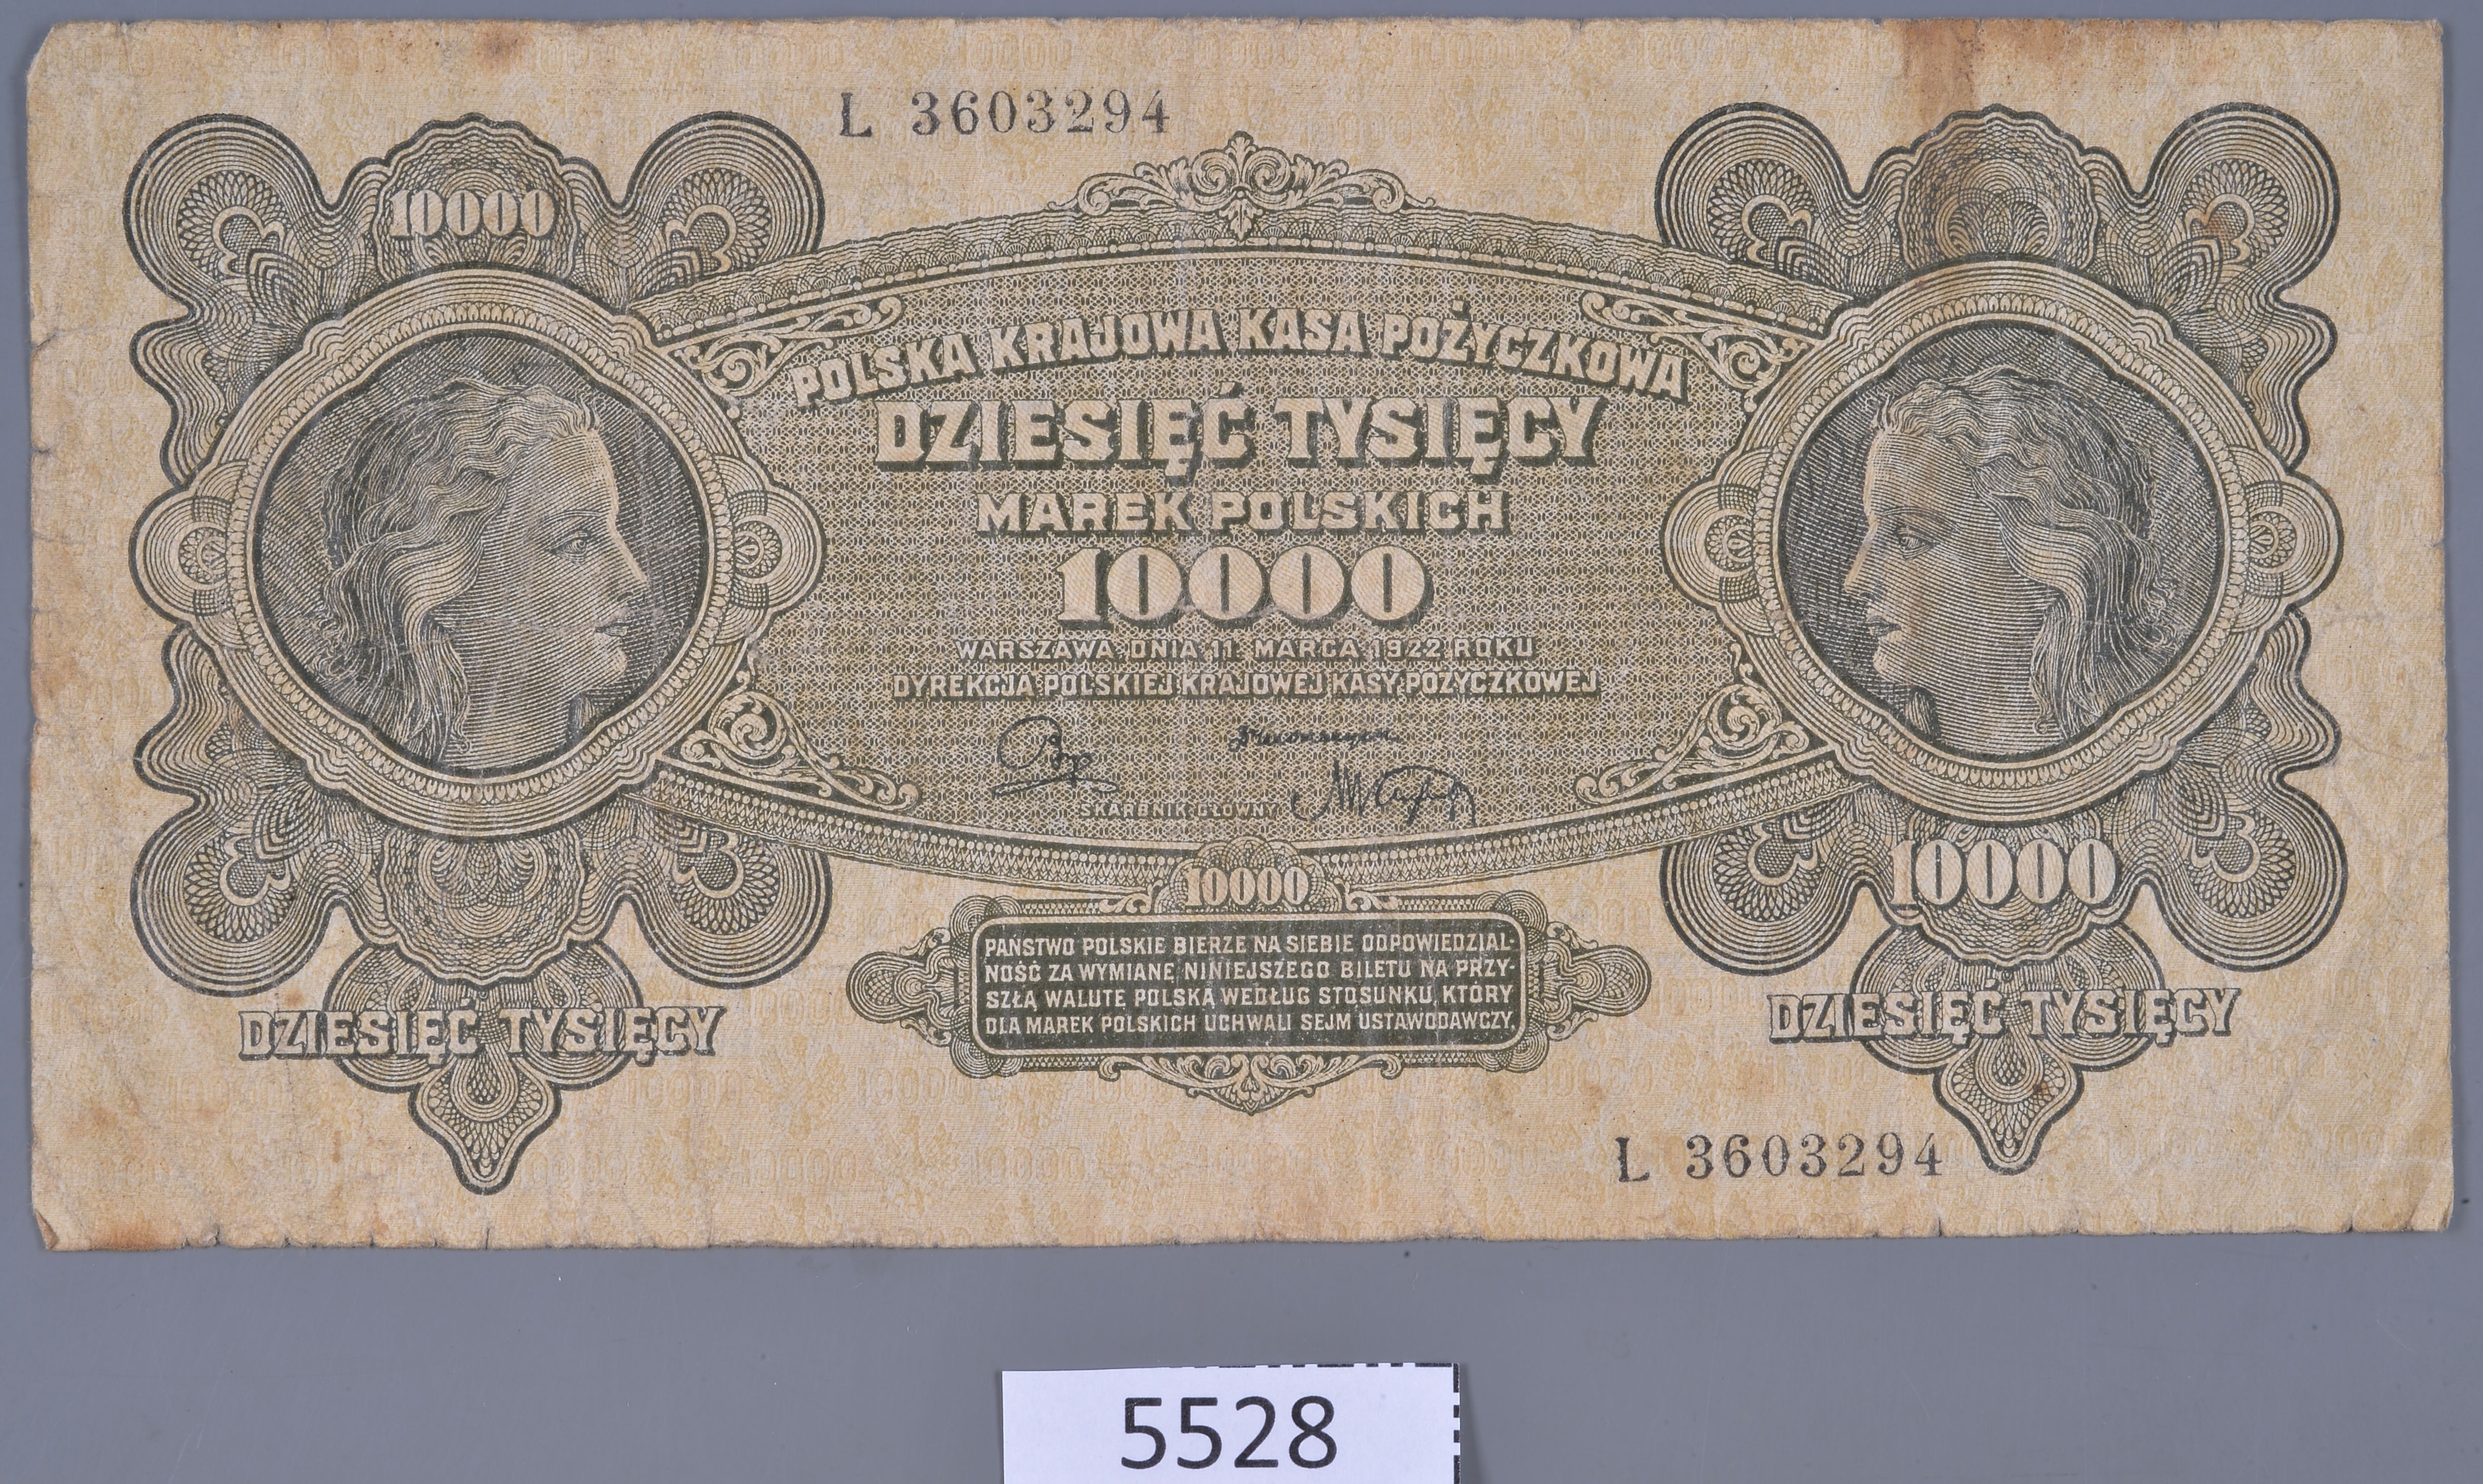 L 3603294
10000
POLSKA KRAJOWA KASA POŻYCZKOWA
DZIESIĘĆ TYSIĘCY
MAREK POLSKICH
10000
WARSZAWA DNIA 11. MARCA 1922 ROKU
DYREKCJA POLSKIEJ KRAJOWEJ KASY POŻYCZKOWEJ
SKARBNIK GŁÓWNY
10000
10000
PAŃSTWO POLSKIE BIERZE NA SIEBIE ODPOWIEDZIAL-
NOŚĆ ZA WYMIANĘ NINIEJSZEGO BILETU NA PRZY-
SZŁĄ WALUTĘ POLSKĄ WEDŁUG STOSUNKU, KTÓRY
DLA MAREK POLSKICH UCHWALI SEJM USTAWODAWCZY.
DZIESIĘĆ TYSIĘCY
DZIESIĘĆ TYSIĘCY
L 3603294
5528